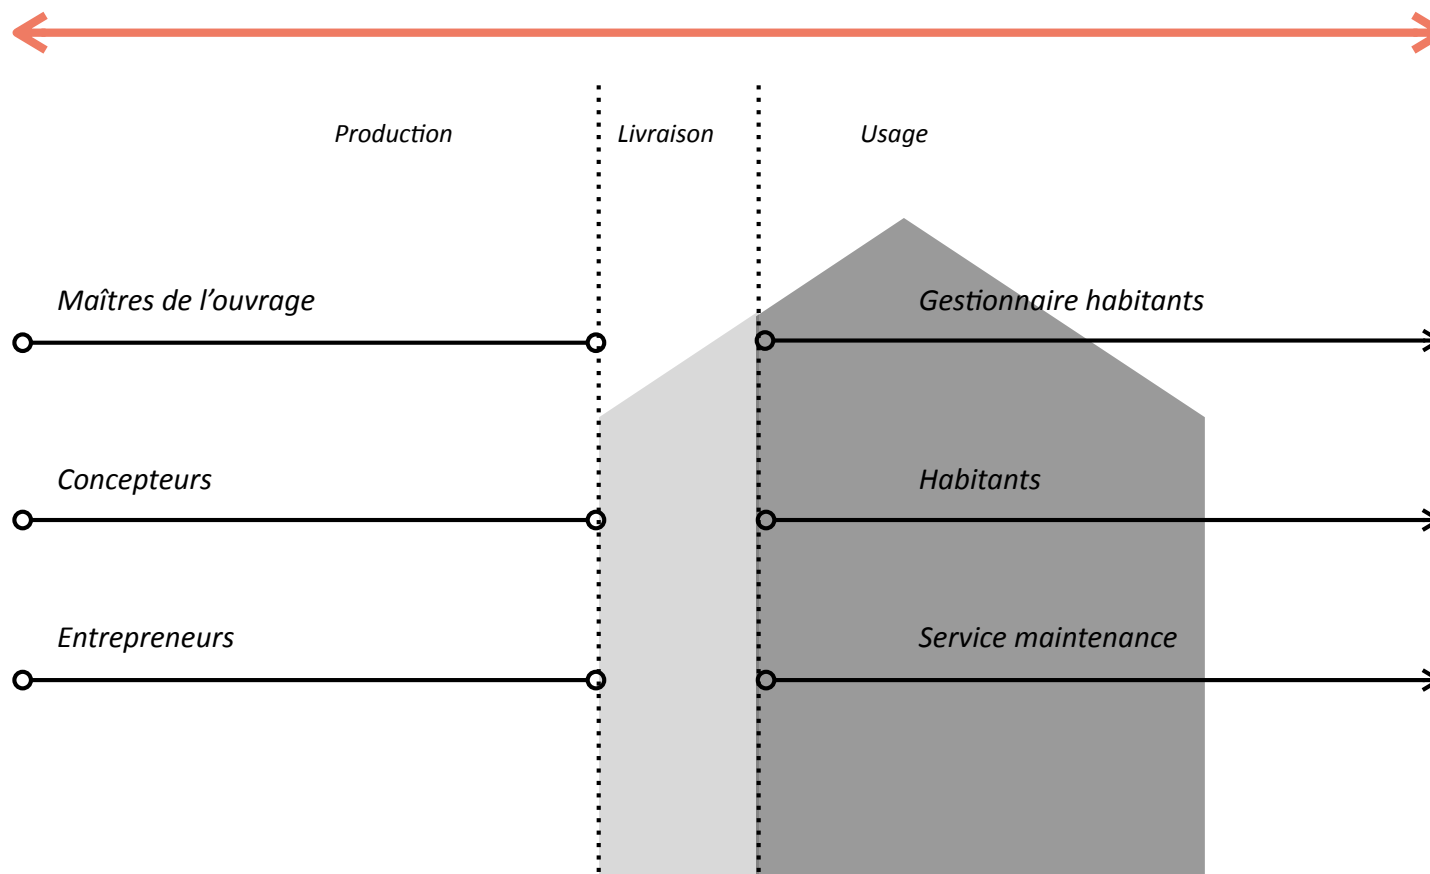 Production
Livraison
Usage
Maîtres de l’ouvrage
Gestionnaire habitants
Concepteurs
Habitants
Entrepreneurs
Service maintenance